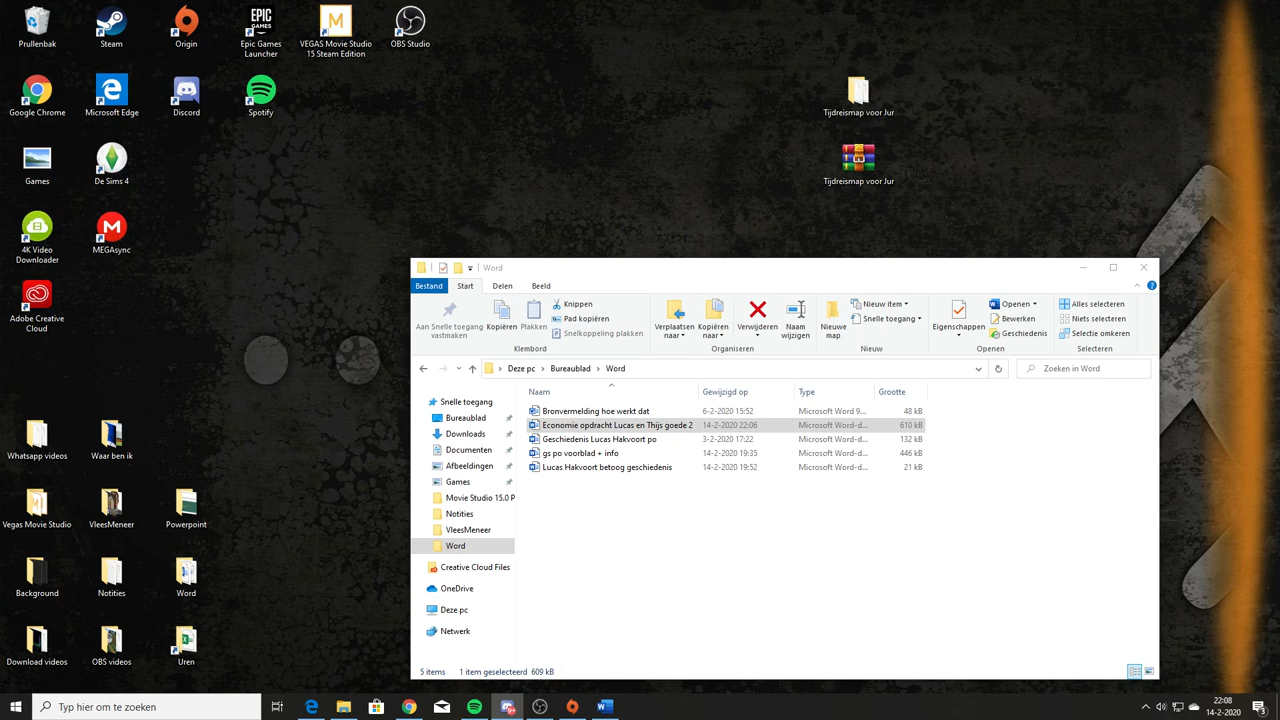 Prullenbak
Steam
Origin
Epic Games Launcher
VEGAS Movie Studio 15 Steam Edition
OBS Studio
Google Chrome
Microsoft Edge
Discord
Spotify
Tijdreismap voor Jur
Games
De Sims 4
Tijdreismap voor Jur
4K Video Downloader
MEGAsync
Adobe Creative Cloud
Whatsapp videos
Waar ben ik
Vegas Movie Studio
VleesMeneer
Powerpoint
Background
Notities
Word
Download videos
OBS videos
Uren
Word
Bestand Start Delen Beeld
Aan Snelle toegang vastmaken
Kopiëren
Plakken
Knippen
Pad kopiëren
Snelkoppeling plakken
Klembord
Verplaatsen naar
Kopiëren naar
Verwijderen
Naam wijzigen
Organiseren
Nieuwe map
Nieuw item
Snelle toegang
Nieuw
Eigenschappen
Openen
Bewerken
Geschiedenis
Openen
Alles selecteren
Niets selecteren
Selectie omkeren
Selecteren
Deze pc > Bureaublad > Word
Zoeken in Word
Snelle toegang
Bureaublad
Downloads
Documenten
Afbeeldingen
Games
Movie Studio 15.0 P
Notities
VleesMeneer
Word
Creative Cloud Files
OneDrive
Deze pc
Netwerk
Naam Gewijzigd op Type Grootte
Bronvermelding hoe werkt dat 6-2-2020 15:52 Microsoft Word 9... 48 kB
Economie opdracht Lucas en Thijs goede 2 14-2-2020 22:06 Microsoft Word-d... 610 kB
Geschiedenis Lucas Hakvoort po 3-2-2020 17:22 Microsoft Word-d... 132 kB
gs po voorblad + info 14-2-2020 19:35 Microsoft Word-d... 446 kB
Lucas Hakvoort betoog geschiedenis 14-2-2020 19:52 Microsoft Word-d... 21 kB
5 items 1 item geselecteerd 609 kB
Typ hier om te zoeken
22:08
14-2-2020